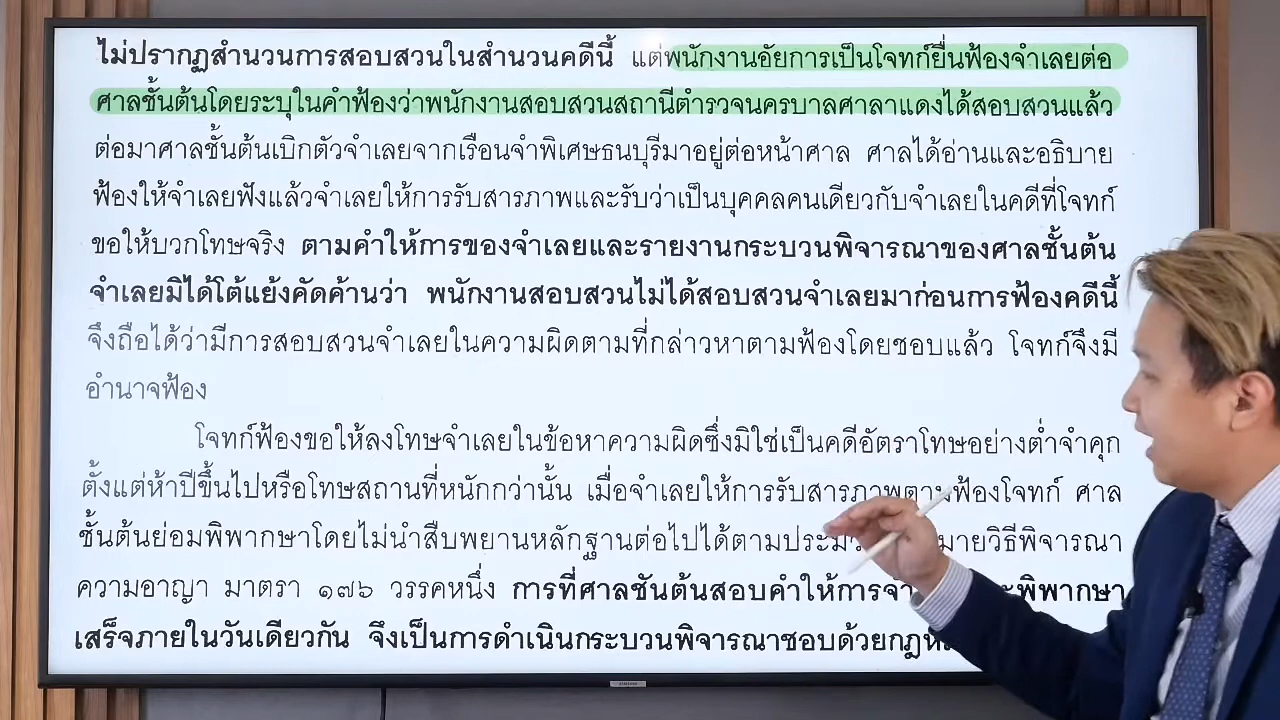 ไม่ปรากฏสำนวนการสอบสวนในสำนวนคดีนี้ แต่พนักงานอัยการเป็นโจทก์ยื่นฟ้องจำเลยต่อ
ศาลชั้นต้นโดยระบุในคำฟ้องว่าพนักงานสอบสวนสถานีตำรวจนครบาลศาลาแดงได้สอบสวนแล้ว
ต่อมาศาลชั้นต้นเบิกตัวจำเลยจากเรือนจำพิเศษธนบุรีมาอยู่ต่อหน้าศาล ศาลได้อ่านและอธิบาย
ฟ้องให้จำเลยฟังแล้วจำเลยให้การรับสารภาพและรับว่าเป็นบุคคลคนเดียวกับจำเลยในคดีที่โจทก์
ขอให้บวกโทษจริง ตามคำให้การของจำเลยและรายงานกระบวนพิจารณาของศาลชั้นต้น
จำเลยมิได้โต้แย้งคัดค้านว่า พนักงานสอบสวนไม่ได้สอบสวนจำเลยมาก่อนการฟ้องคดีนี้
จึงถือได้ว่ามีการสอบสวนจำเลยในความผิดตามที่กล่าวหาตามฟ้องโดยชอบแล้ว โจทก์จึงมี
อำนาจฟ้อง
โจทก์ฟ้องขอให้ลงโทษจำเลยในข้อหาความผิดซึ่งมิใช่เป็นคดีอัตราโทษอย่างต่ำจำคุก
ตั้งแต่ห้าปีขึ้นไปหรือโทษสถานที่หนักกว่านั้น เมื่อจำเลยให้การรับสารภาพตามฟ้องโจทก์ ศาล
ชั้นต้นย่อมพิพากษาโดยไม่นำสืบพยานหลักฐานต่อไปได้ตามประมวลกฎหมายวิธีพิจารณา
ความอาญา มาตรา ๑๗๖ วรรคหนึ่ง การที่ศาลชั้นต้นสอบคำให้การจำ พิพากษา
เสร็จภายในวันเดียวกัน จึงเป็นการดำเนินกระบวนพิจารณาชอบด้วยกฎห
SAMSUNG